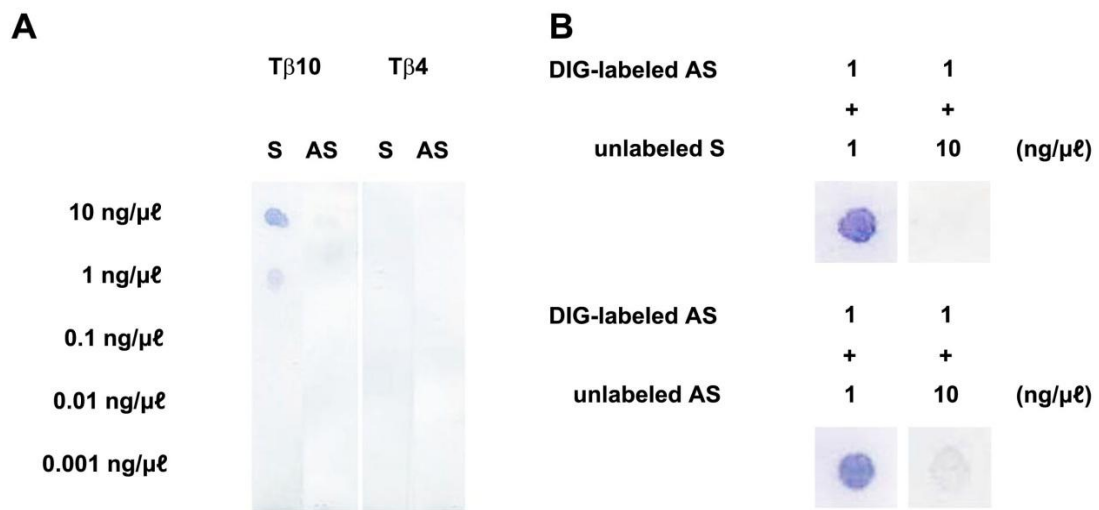 A
Tβ10 Tβ4
S AS S AS
10 ng/µℓ
1 ng/µℓ
0.1 ng/µℓ
0.01 ng/µℓ
0.001 ng/µℓ
B
DIG-labeled AS 1 1
+ +
unlabeled S 1 10 (ng/µℓ)
DIG-labeled AS 1 1
+ +
unlabeled AS 1 10 (ng/µℓ)